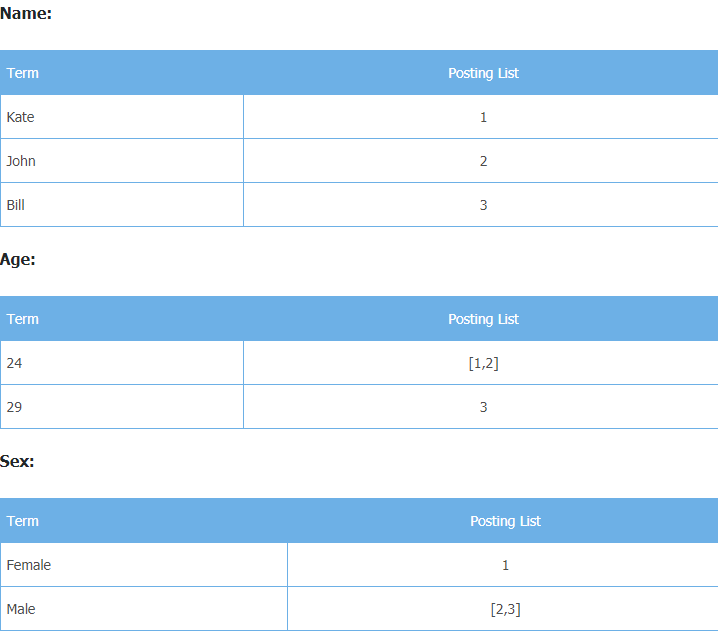 Name:
Term Posting List
Kate 1
John 2
Bill 3
Age:
Term Posting List
24 [1,2]
29 3
Sex:
Term Posting List
Female 1
Male [2,3]